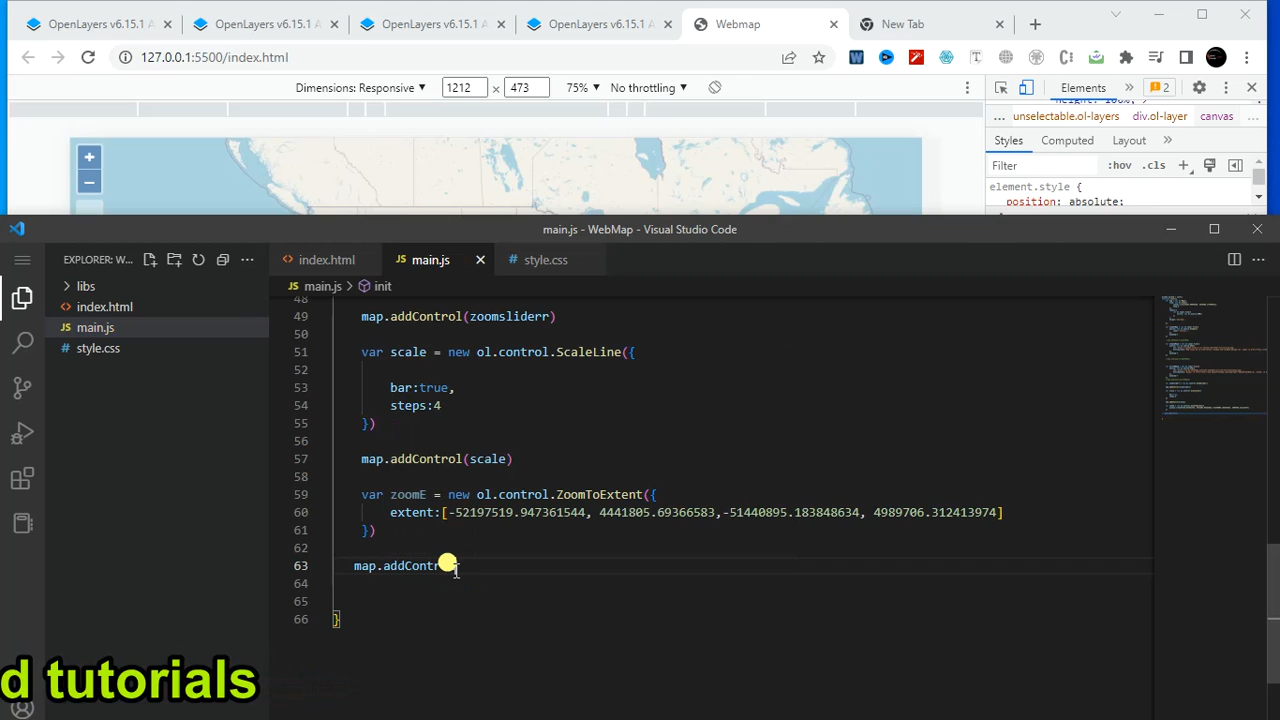 OpenLayers v6.15.1 A
OpenLayers v6.15.1 A
OpenLayers v6.15.1 A
OpenLayers v6.15.1 A
Webmap
New Tab
127.0.0.1:5500/index.html
Dimensions: Responsive
1212
×
473
75%
No throttling
Elements
2
unselectable.ol-layers
div.ol-layer
canvas
Styles
Computed
Layout
Filter
:hov
.cls
element.style {
position: absolute;
main.js - WebMap - Visual Studio Code
EXPLORER: W...
index.html
main.js
style.css
libs
index.html
main.js
style.css
main.js > init
48
49 map.addControl(zoomsliderr)
50
51 var scale = new ol.control.ScaleLine({
52
53 bar:true,
54 steps:4
55 })
56
57 map.addControl(scale)
58
59 var zoomE = new ol.control.ZoomToExtent({
60 extent:[-52197519.947361544, 4441805.69366583,-51440895.183848634, 4989706.312413974]
61 })
62
63 map.addContr
64
65
66 }
d tutorials